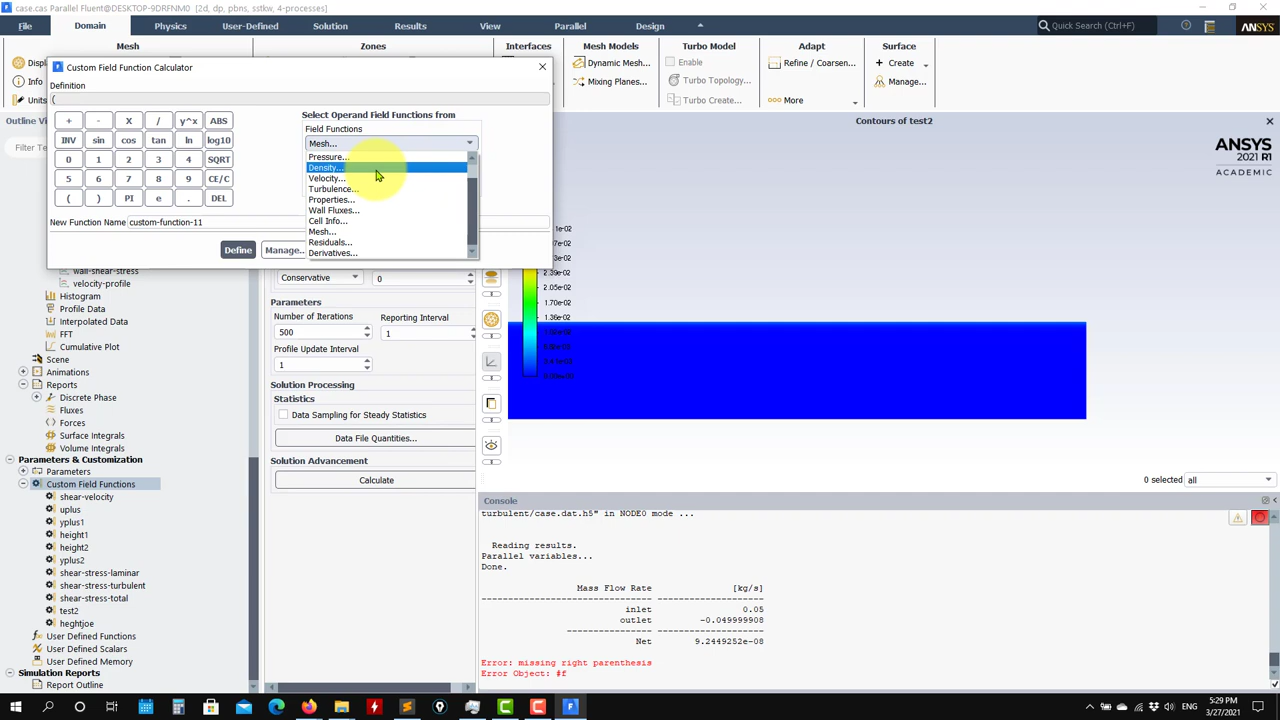 case.cas Parallel Fluent@DESKTOP-9DRFNM0 [2d, dp, pbns, sstkw, 4-processes]
File
Domain
Physics
User-Defined
Solution
Results
View
Parallel
Design
Quick Search (Ctrl+F)
ANSYS
Mesh
Zones
Interfaces
Mesh Models
Turbo Model
Adapt
Surface
Info
Units
Dynamic Mesh...
Mixing Planes...
Enable
Turbo Topology...
Turbo Create...
Refine / Coarsen...
More
Create
Manage...
Custom Field Function Calculator
Definition
(
+ - X / y^x ABS
INV sin cos tan ln log10
0 1 2 3 4 SQRT
5 6 7 8 9 CE/C
( ) PI e . DEL
Select Operand Field Functions from
Field Functions
Mesh...
Pressure...
Density...
Velocity...
Turbulence...
Properties...
Wall Fluxes...
Cell Info...
Mesh...
Residuals...
Derivatives...
New Function Name custom-function-11
Define
Manage...
wall-shear-stress
velocity-profile
Histogram
Profile Data
Interpolated Data
FFT
Cumulative Plot
Scene
Animations
Reports
Discrete Phase
Fluxes
Forces
Surface Integrals
Volume Integrals
Parameters & Customization
Parameters
Custom Field Functions
shear-velocity
uplus
yplus1
height1
height2
yplus2
shear-stress-laminar
shear-stress-turbulent
shear-stress-total
test2
heghtjoe
User Defined Functions
User Defined Scalars
User Defined Memory
Simulation Reports
Report Outline
Conservative
0
Parameters
Number of Iterations
Reporting Interval
500
1
Profile Update Interval
1
Solution Processing
Statistics
Data Sampling for Steady Statistics
Data File Quantities...
Solution Advancement
Calculate
Contours of test2
ANSYS
2021 R1
ACADEMIC
2.39e-02
2.05e-02
1.70e-02
1.36e-02
0 selected
all
Console
turbulent/case.dat.h5" in NODE0 mode ...
Reading results.
Parallel variables...
Done.
Mass Flow Rate [kg/s]
inlet 0.05
outlet -0.049999908
Net 9.2449252e-08
Error: missing right parenthesis
Error Object: #f
5:29 PM
3/27/2021